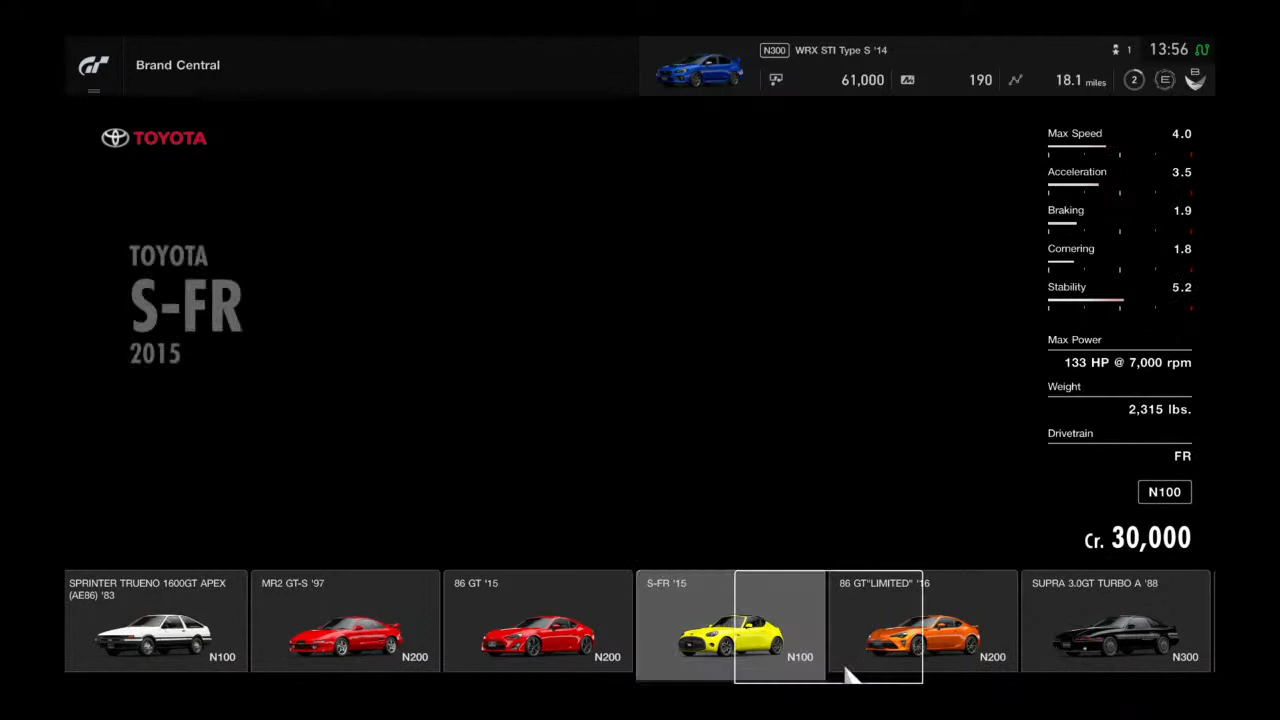 GT
Brand Central
N300 WRX STI Type S '14
1 13:56
61,000 190 18.1 miles 2 E B
TOYOTA
TOYOTA
S-FR
2015
Max Speed 4.0
Acceleration 3.5
Braking 1.9
Cornering 1.8
Stability 5.2
Max Power
133 HP @ 7,000 rpm
Weight
2,315 lbs.
Drivetrain
FR
N100
Cr. 30,000
SPRINTER TRUENO 1600GT APEX
(AE86) '83
N100
MR2 GT-S '97
N200
86 GT '15
N200
S-FR '15
N100
86 GT"LIMITED" '16
N200
SUPRA 3.0GT TURBO A '88
N300